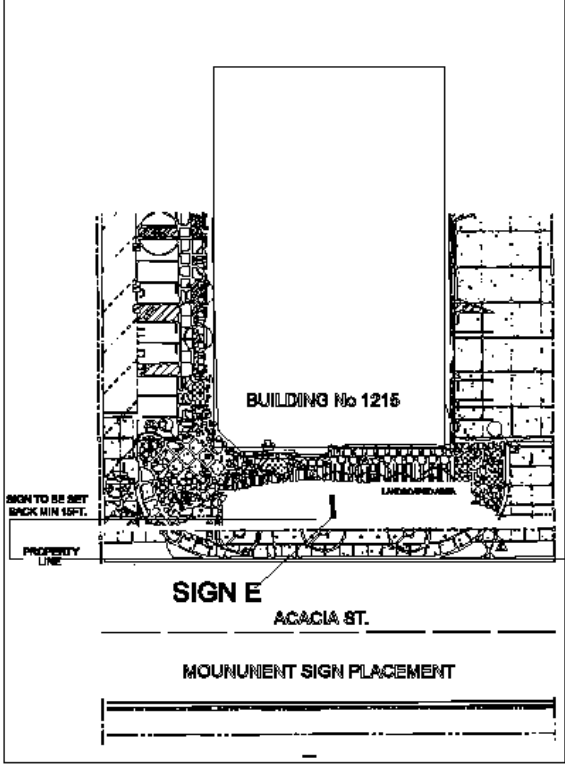 BUILDING No 1215
LANDSCAPED AREA
SIGN TO BE SET
BACK MIN 15FT.
PROPERTY
LINE
SIGN E
ACACIA ST.
MOUNUNENT SIGN PLACEMENT